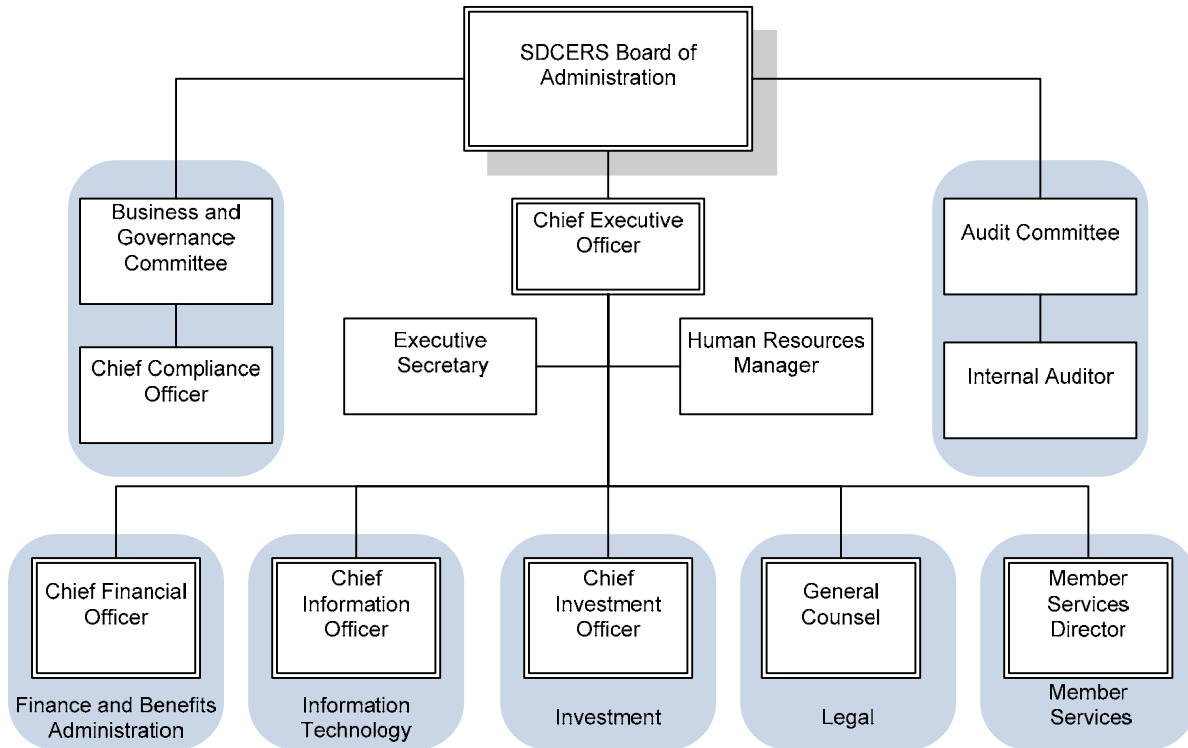 SDCERS Board of
Administration
Business and
Governance
Committee
Chief Executive
Officer
Audit Committee
Chief Compliance
Officer
Executive
Secretary
Human Resources
Manager
Internal Auditor
Chief Financial
Officer
Chief
Information
Officer
Chief
Investment
Officer
General
Counsel
Member
Services
Director
Finance and Benefits
Administration
Information
Technology
Investment
Legal
Member
Services